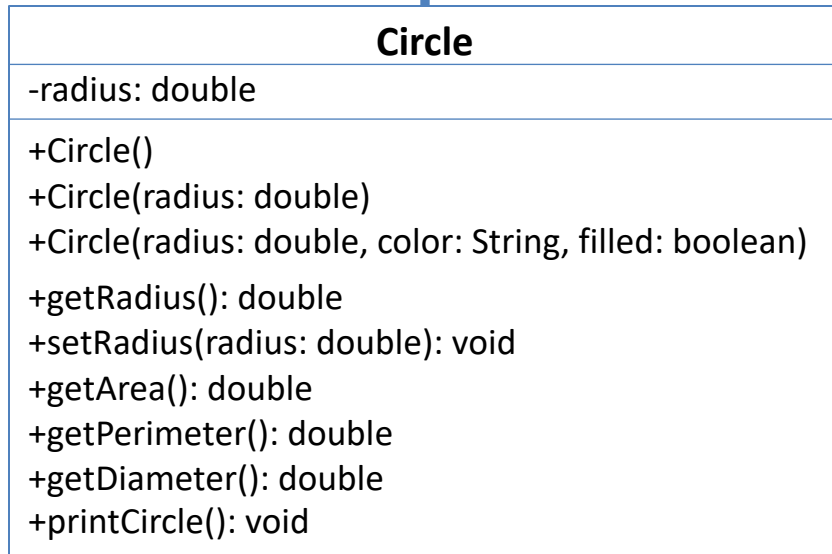 Circle
-radius: double
+Circle()
+Circle(radius: double)
+Circle(radius: double, color: String, filled: boolean)
+getRadius(): double
+setRadius(radius: double): void
+getArea(): double
+getPerimeter(): double
+getDiameter(): double
+printCircle(): void